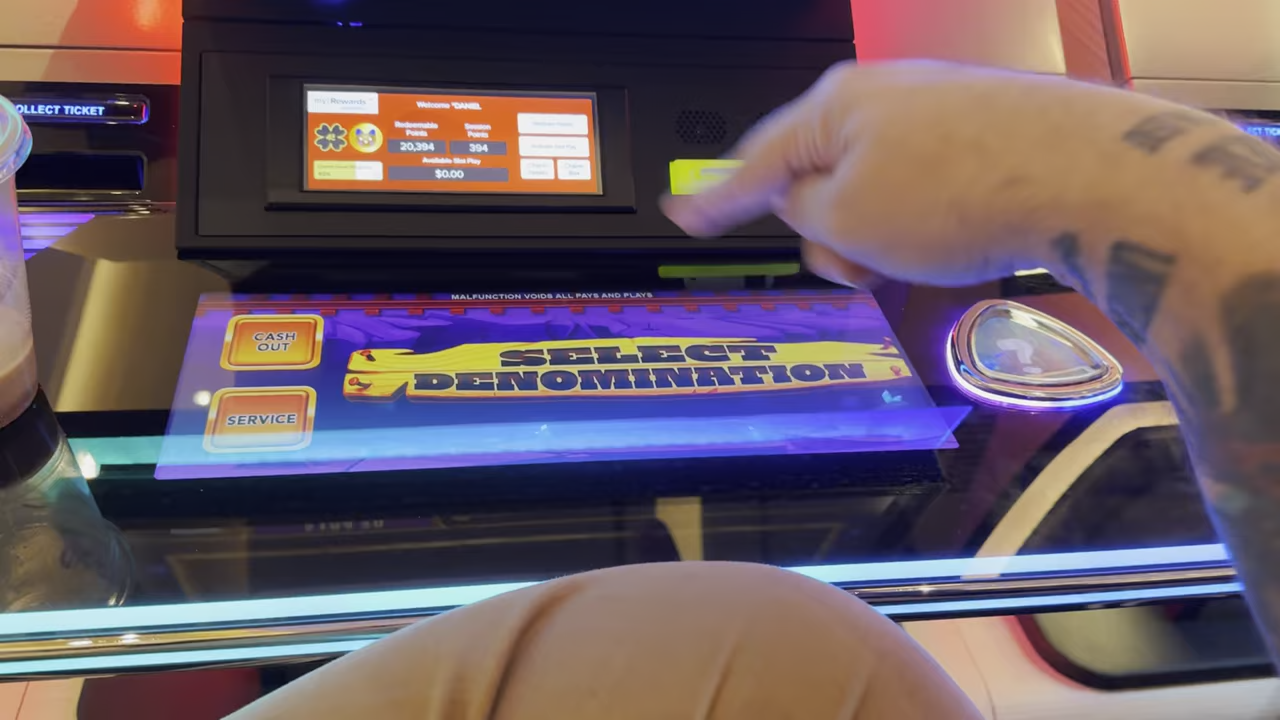 OLLECT TICKET
Rewards
Welcome *DANIEL
Redeemable
Points
Session
Points
20,394
394
Available Slot Play
$0.00
MALFUNCTION VOIDS ALL PAYS AND PLAYS
CASH
OUT
SELECT
DENOMINATION
SERVICE
?